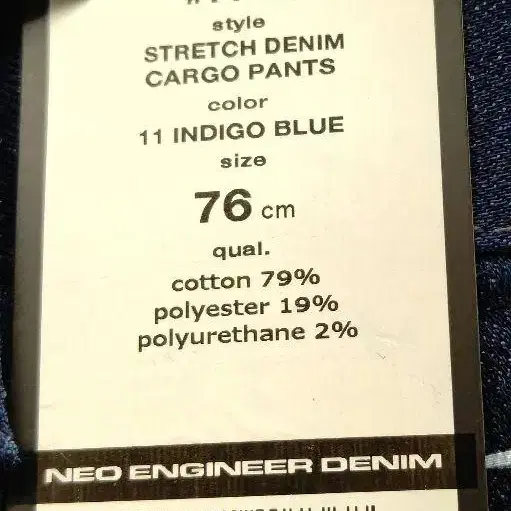 style
STRETCH DENIM
CARGO PANTS
color
11 INDIGO BLUE
size
76 cm
qual.
cotton 79%
polyester 19%
polyurethane 2%
NEO ENGINEER DENIM